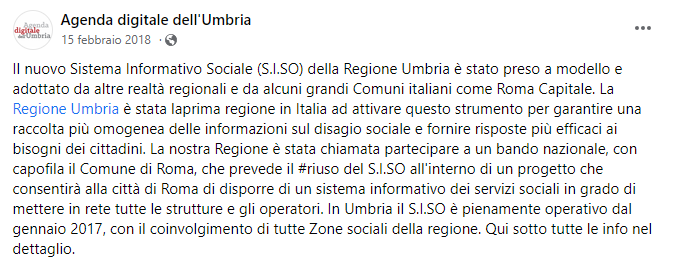 Agenda
digitale
dell'Umbria
Agenda digitale dell'Umbria
15 febbraio 2018 ·
Il nuovo Sistema Informativo Sociale (S.I.SO) della Regione Umbria è stato preso a modello e
adottato da altre realtà regionali e da alcuni grandi Comuni italiani come Roma Capitale. La
Regione Umbria è stata laprima regione in Italia ad attivare questo strumento per garantire una
raccolta più omogenea delle informazioni sul disagio sociale e fornire risposte più efficaci ai
bisogni dei cittadini. La nostra Regione è stata chiamata partecipare a un bando nazionale, con
capofila il Comune di Roma, che prevede il #riuso del S.I.SO all'interno di un progetto che
consentirà alla città di Roma di disporre di un sistema informativo dei servizi sociali in grado di
mettere in rete tutte le strutture e gli operatori. In Umbria il S.I.SO è pienamente operativo dal
gennaio 2017, con il coinvolgimento di tutte Zone sociali della regione. Qui sotto tutte le info nel
dettaglio.